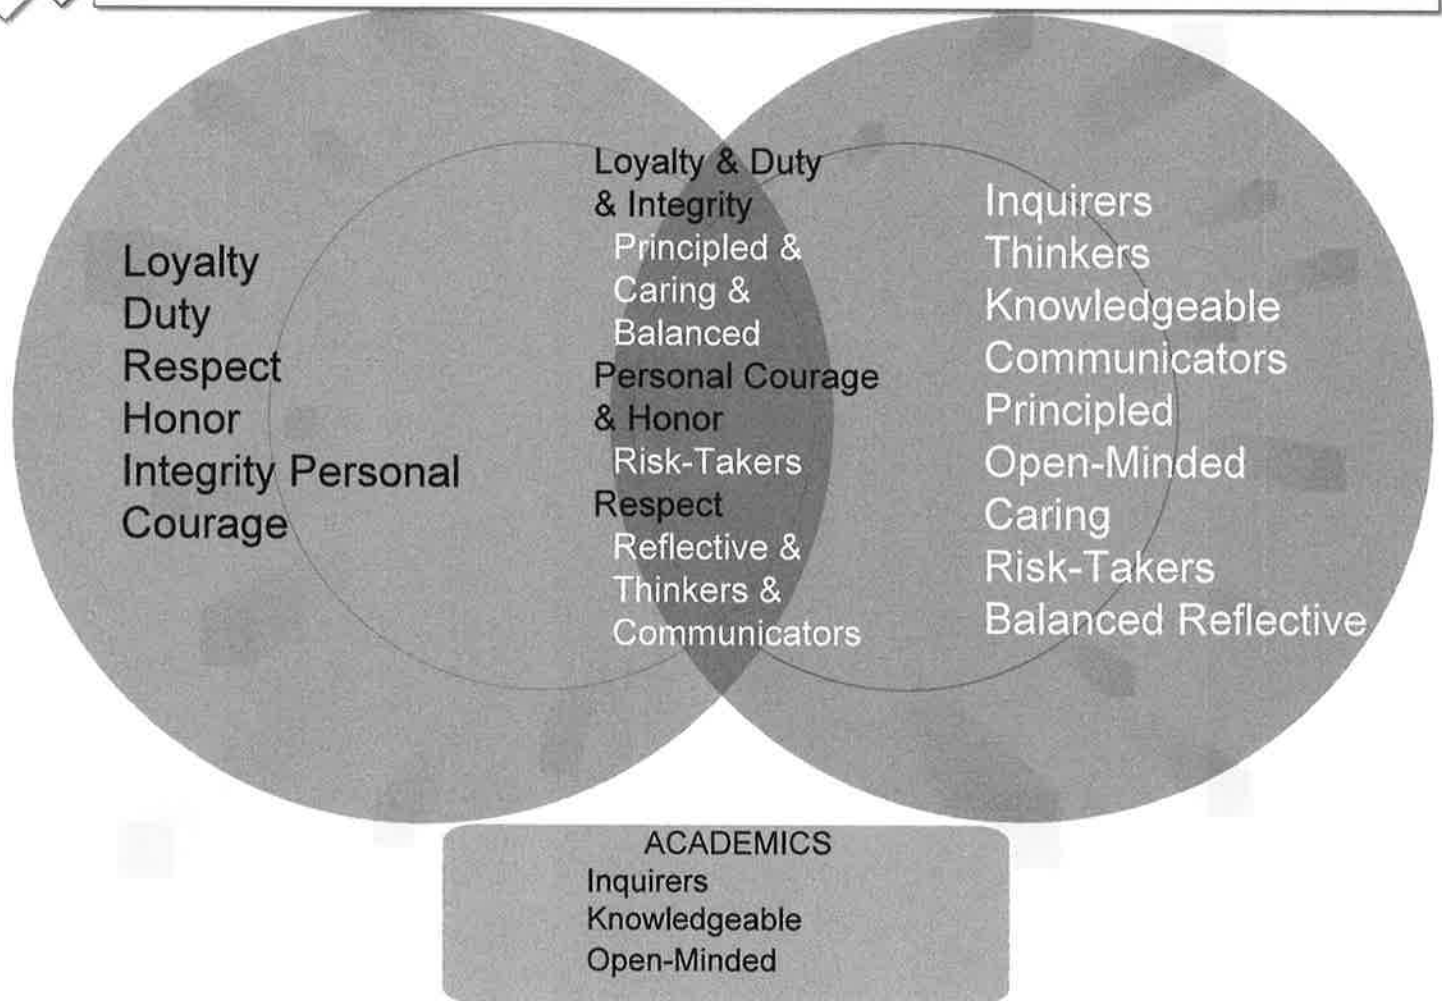 Loyalty
Duty
Respect
Honor
Integrity Personal
Courage
Loyalty & Duty
& Integrity
Principled &
Caring &
Balanced
Personal Courage
& Honor
Risk-Takers
Respect
Reflective &
Thinkers &
Communicators
Inquirers
Thinkers
Knowledgeable
Communicators
Principled
Open-Minded
Caring
Risk-Takers
Balanced Reflective
ACADEMICS
Inquirers
Knowledgeable
Open-Minded